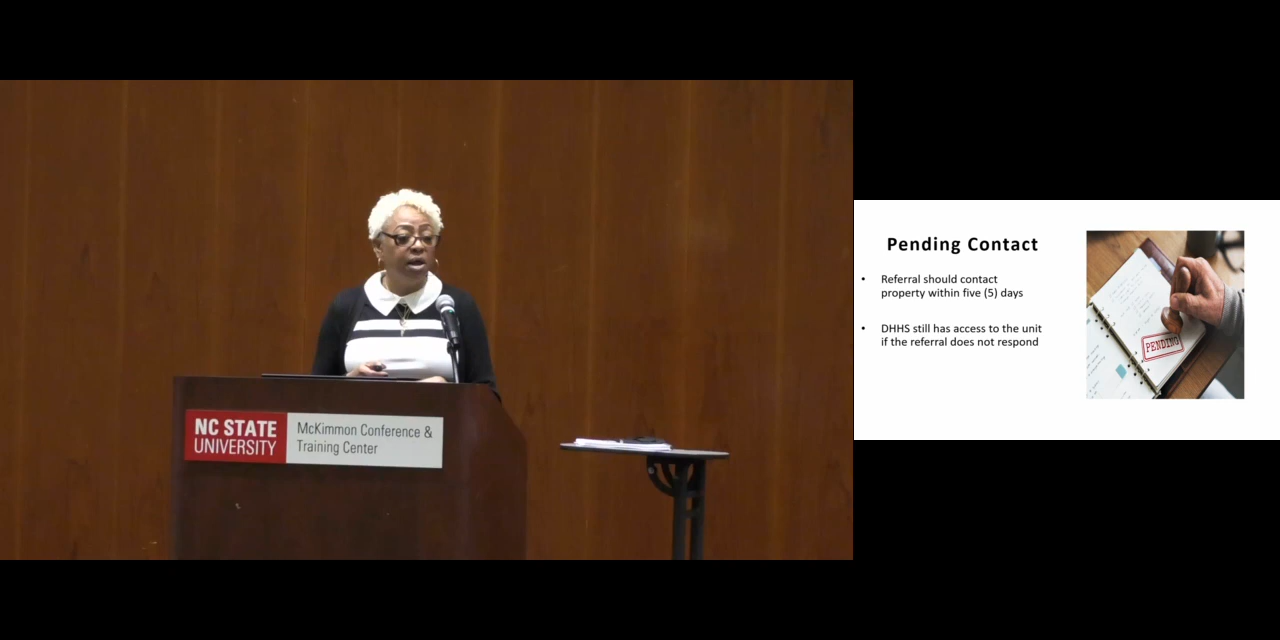 NC STATE
UNIVERSITY
McKimmon Conference &
Training Center
Pending Contact
• Referral should contact
property within five (5) days
• DHHS still has access to the unit
if the referral does not respond
PENDING